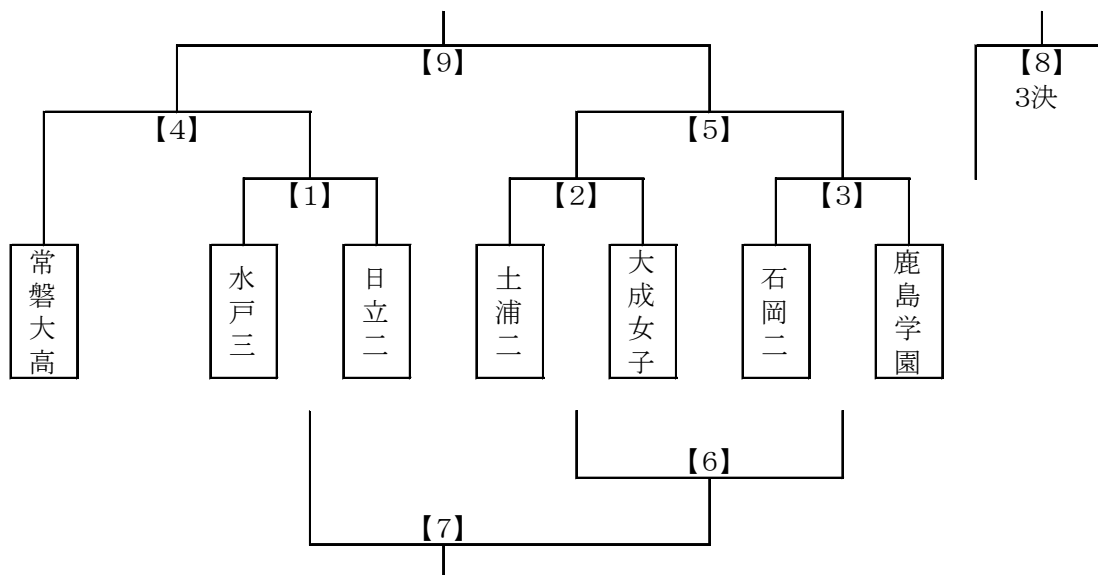 【9】
【8】
3決
【4】
【5】
【1】
【2】
【3】
常磐大高
水戸三
日立二
土浦二
大成女子
石岡二
鹿島学園
【6】
【7】